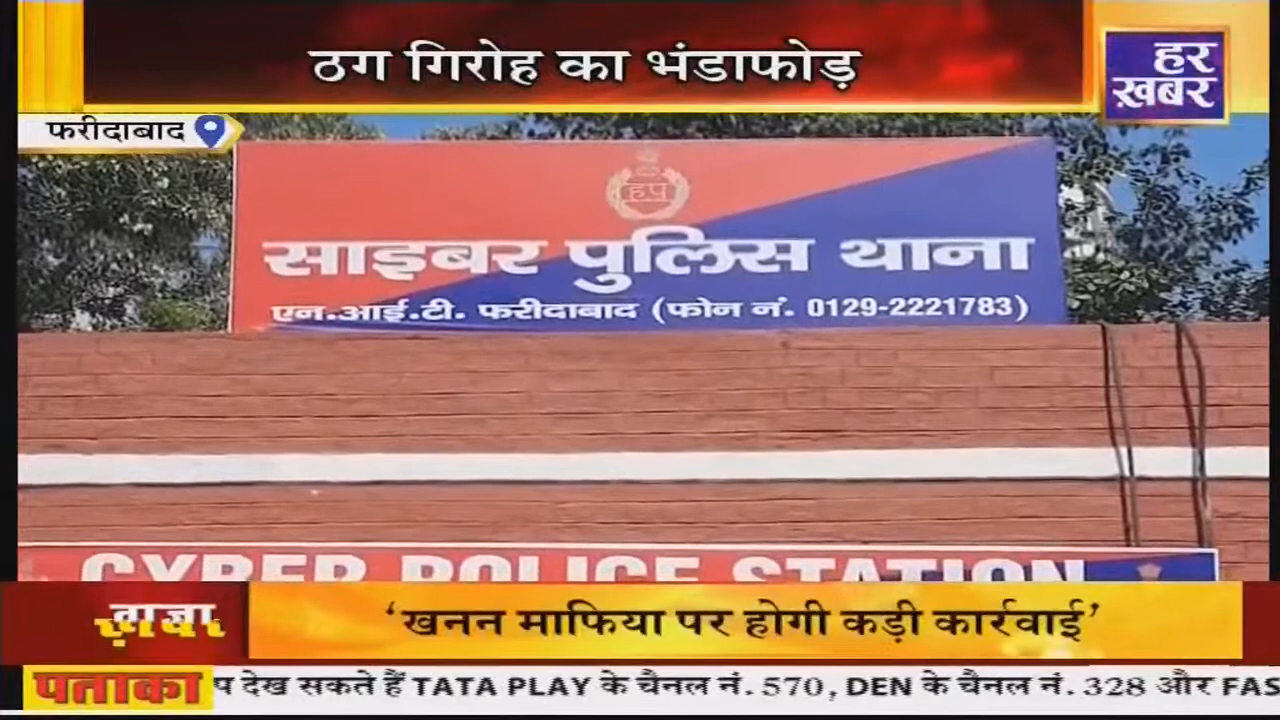 ठग गिरोह का भंडाफोड़
हर
ख़बर
फरीदाबाद
ह पु
साइबर पुलिस थाना
एन.आई.टी. फरीदाबाद (फोन नं. 0129-2221783)
CYBER POLICE STATION
ताजा
‘खनन माफिया पर होगी कड़ी कार्रवाई’
पताका
प देख सकते हैं TATA PLAY के चैनल नं. 570, DEN के चैनल नं. 328 और FAS